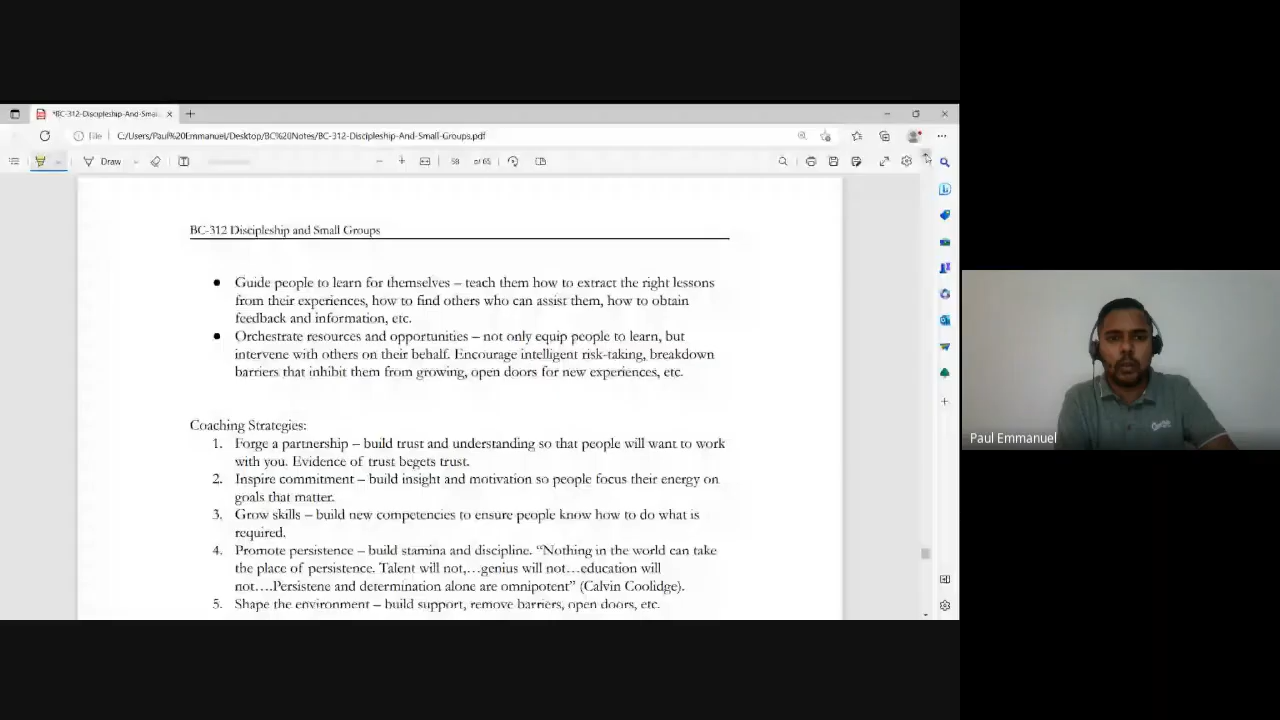 *BC-312-Discipleship-And-Smal
File
C:/Users/Paul%20Emmanuel/Desktop/BC%20Notes/BC-312-Discipleship-And-Small-Groups.pdf
Draw
58 of 65
BC-312 Discipleship and Small Groups
● Guide people to learn for themselves – teach them how to extract the right lessons
from their experiences, how to find others who can assist them, how to obtain
feedback and information, etc.
● Orchestrate resources and opportunities – not only equip people to learn, but
intervene with others on their behalf. Encourage intelligent risk-taking, breakdown
barriers that inhibit them from growing, open doors for new experiences, etc.
Coaching Strategies:
1. Forge a partnership – build trust and understanding so that people will want to work
with you. Evidence of trust begets trust.
2. Inspire commitment – build insight and motivation so people focus their energy on
goals that matter.
3. Grow skills – build new competencies to ensure people know how to do what is
required.
4. Promote persistence – build stamina and discipline. “Nothing in the world can take
the place of persistence. Talent will not,…genius will not…education will
not….Persistene and determination alone are omnipotent” (Calvin Coolidge).
5. Shape the environment – build support, remove barriers, open doors, etc.
Paul Emmanuel